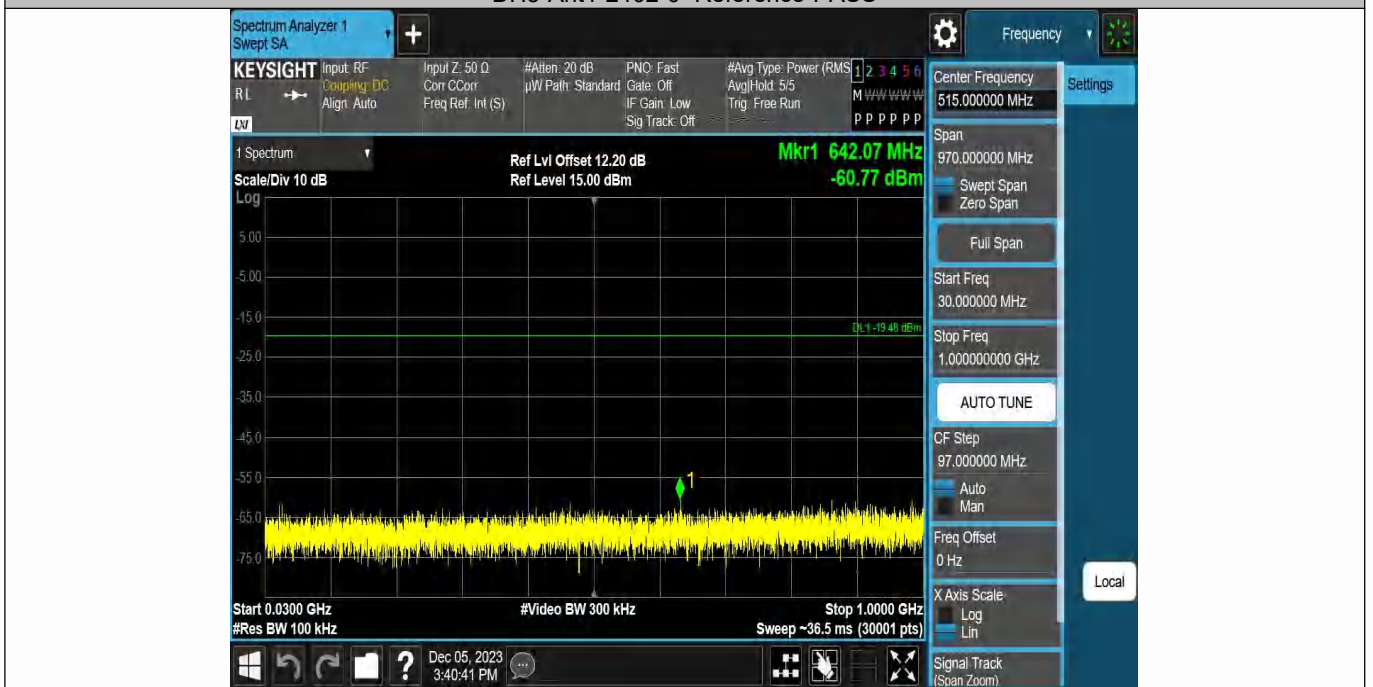 Spectrum Analyzer 1
Swept SA
Frequency
KEYSIGHT
RL
LXI
Input: RF
Coupling: DC
Align: Auto
Input Z: 50 Ω
Corr CCorr
Freq Ref: Int (S)
#Atten: 20 dB
µW Path: Standard
PNO: Fast
Gate: Off
IF Gain: Low
Sig Track: Off
#Avg Type: Power (RMS
Avg|Hold: 5/5
Trig: Free Run
1 2 3 4 5 6
M W W W W W
P P P P P P
1 Spectrum
Scale/Div 10 dB
Log
Ref Lvl Offset 12.20 dB
Ref Level 15.00 dBm
Mkr1 642.07 MHz
-60.77 dBm
5.00
-5.00
-15.0
DL1 -19.48 dBm
-25.0
-35.0
-45.0
-55.0
1
-65.0
-75.0
Start 0.0300 GHz
#Video BW 300 kHz
Stop 1.0000 GHz
#Res BW 100 kHz
Sweep ~36.5 ms (30001 pts)
Center Frequency
515.000000 MHz
Settings
Span
970.000000 MHz
Swept Span
Zero Span
Full Span
Start Freq
30.000000 MHz
Stop Freq
1.000000000 GHz
AUTO TUNE
CF Step
97.000000 MHz
Auto
Man
Freq Offset
0 Hz
Local
X Axis Scale
Log
Lin
Signal Track
(Span Zoom)
?
Dec 05, 2023
3:40:41 PM